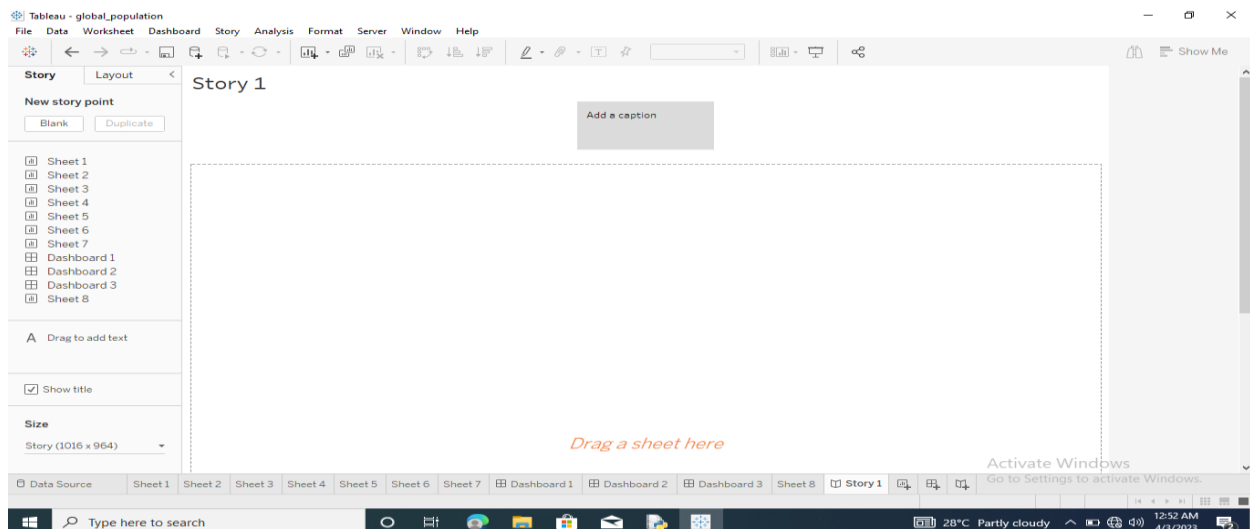 Tableau - global_population
File Data Worksheet Dashboard Story Analysis Format Server Window Help
Show Me
Story Layout
New story point
Blank Duplicate
Sheet 1
Sheet 2
Sheet 3
Sheet 4
Sheet 5
Sheet 6
Sheet 7
Dashboard 1
Dashboard 2
Dashboard 3
Sheet 8
A Drag to add text
Show title
Size
Story (1016 x 964)
Story 1
Add a caption
Drag a sheet here
Activate Windows
Go to Settings to activate Windows.
Data Source Sheet 1 Sheet 2 Sheet 3 Sheet 4 Sheet 5 Sheet 6 Sheet 7 Dashboard 1 Dashboard 2 Dashboard 3 Sheet 8 Story 1
Type here to search
28°C Partly cloudy
12:52 AM
4/3/2023